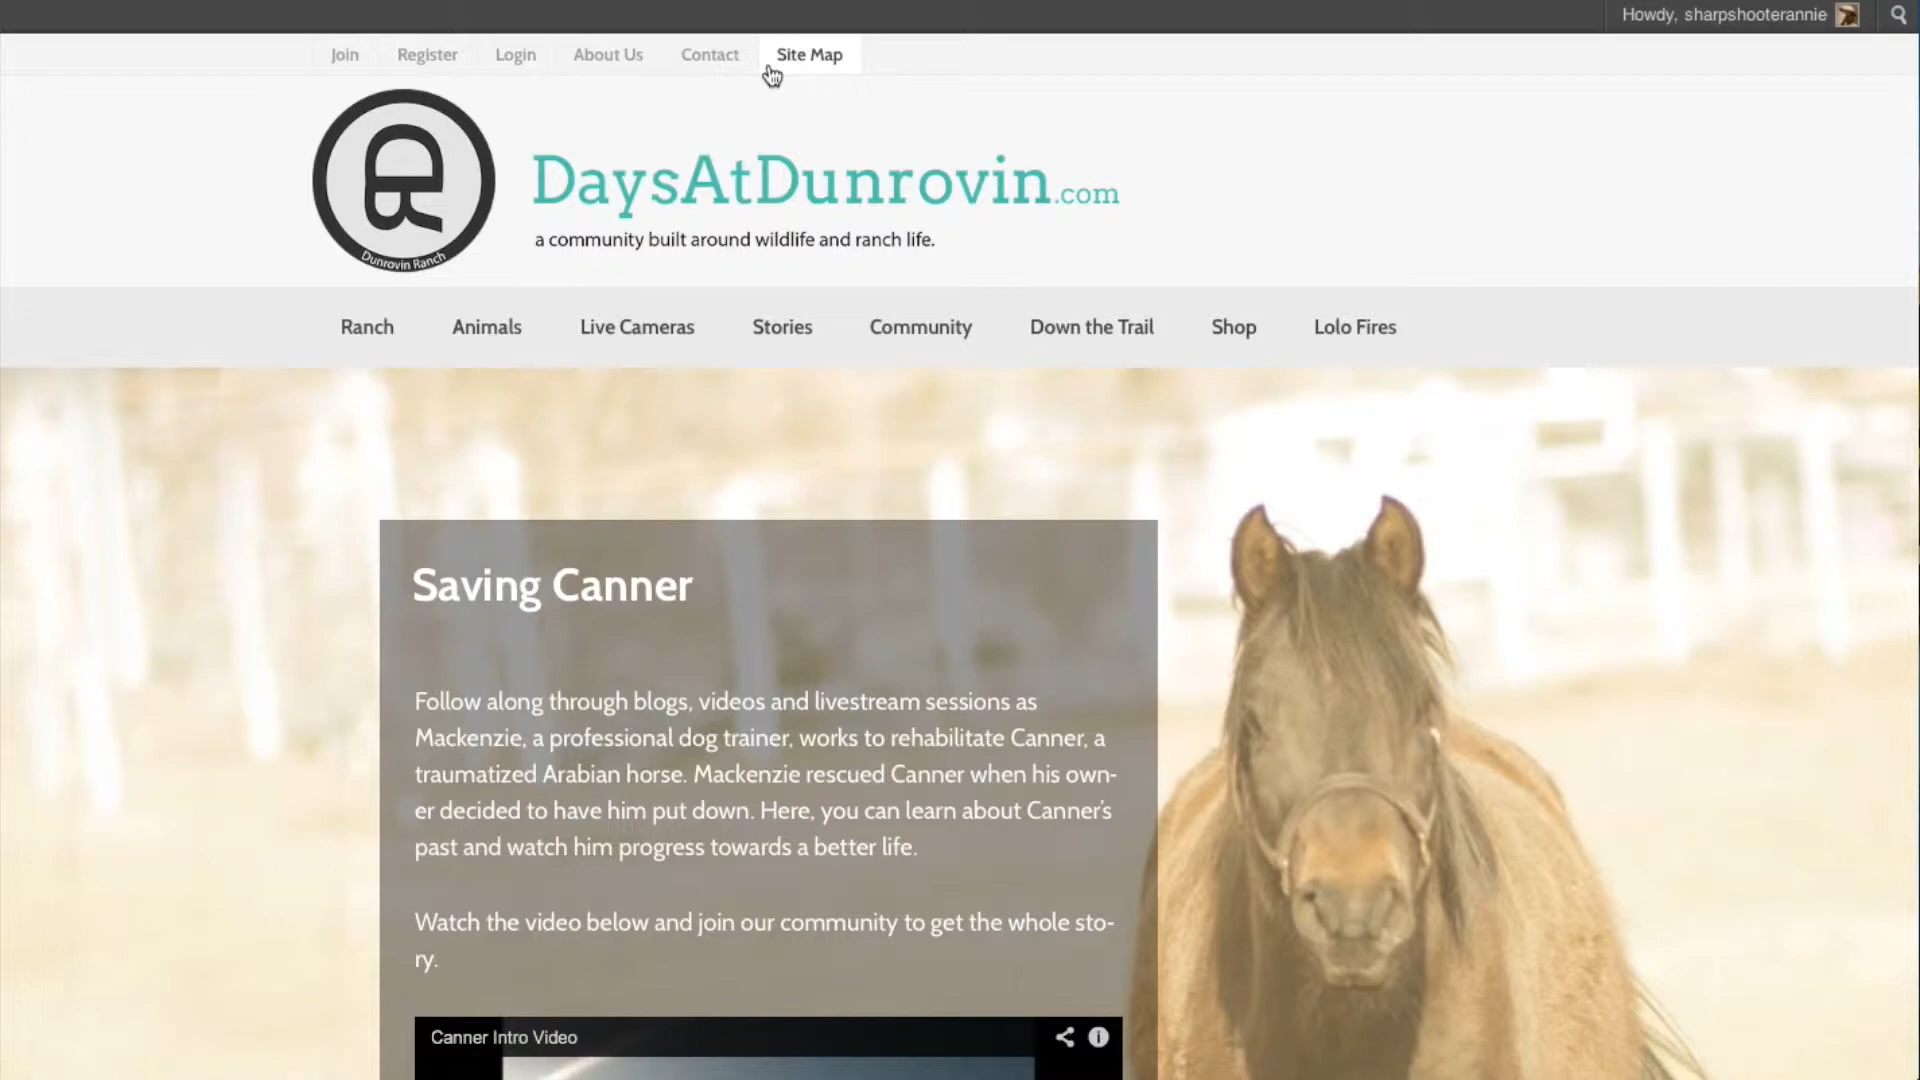 Howdy, sharpshooterannie
Join Register Login About Us Contact Site Map
DaysAtDunrovin.com
a community built around wildlife and ranch life.
Dunrovin Ranch
Ranch Animals Live Cameras Stories Community Down the Trail Shop Lolo Fires
Saving Canner
Follow along through blogs, videos and livestream sessions as
Mackenzie, a professional dog trainer, works to rehabilitate Canner, a
traumatized Arabian horse. Mackenzie rescued Canner when his own-
er decided to have him put down. Here, you can learn about Canner's
past and watch him progress towards a better life.
Watch the video below and join our community to get the whole sto-
ry.
Canner Intro Video